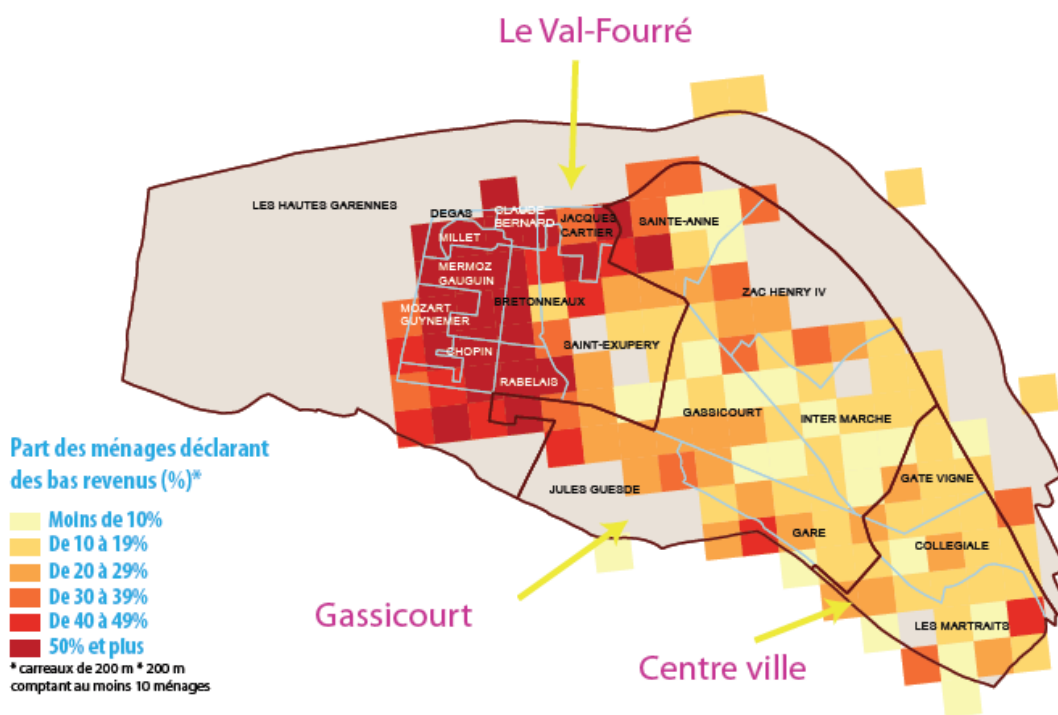 Le Val-Fourré
LES HAUTES GARENNES
DEGAS
CLAUDE
BERNARD
JACQUES
CARTIER
SAINTE-ANNE
MILLET
MERMOZ
GAUGUIN
ZAC HENRY IV
BRETONNEAUX
MOZART
GUYNEMER
SAINT-EXUPERY
CHOPIN
RABELAIS
GASSICOURT
INTER MARCHE
Part des ménages déclarant
des bas revenus (%)*
Moins de 10%
De 10 à 19%
De 20 à 29%
De 30 à 39%
De 40 à 49%
50% et plus
* carreaux de 200 m * 200 m
comptant au moins 10 ménages
JULES GUESDE
GATE VIGNE
GARE
COLLEGIALE
LES MARTRAITS
Gassicourt
Centre ville